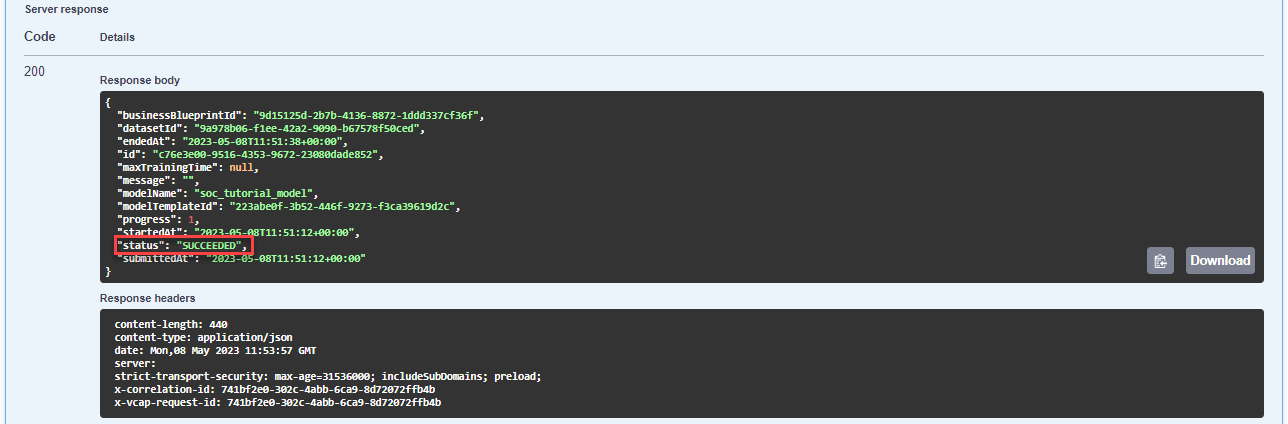 Server response
Code Details
200
Response body
{
"businessBlueprintId": "9d15125d-2b7b-4136-8872-1ddd337cf36f",
"datasetId": "9a978b06-f1ee-42a2-9090-b67578f50ced",
"endedAt": "2023-05-08T11:51:38+00:00",
"id": "c76e3e00-9516-4353-9672-23080dade852",
"maxTrainingTime": null,
"message": "",
"modelName": "soc_tutorial_model",
"modelTemplateId": "223abe0f-3b52-446f-9273-f3ca39619d2c",
"progress": 1,
"startedAt": "2023-05-08T11:51:12+00:00",
"status": "SUCCEEDED",
"submittedAt": "2023-05-08T11:51:12+00:00"
}
Download
Response headers
content-length: 440
content-type: application/json
date: Mon,08 May 2023 11:53:57 GMT
server:
strict-transport-security: max-age=31536000; includeSubDomains; preload;
x-correlation-id: 741bf2e0-302c-4abb-6ca9-8d72072ffb4b
x-vcap-request-id: 741bf2e0-302c-4abb-6ca9-8d72072ffb4b